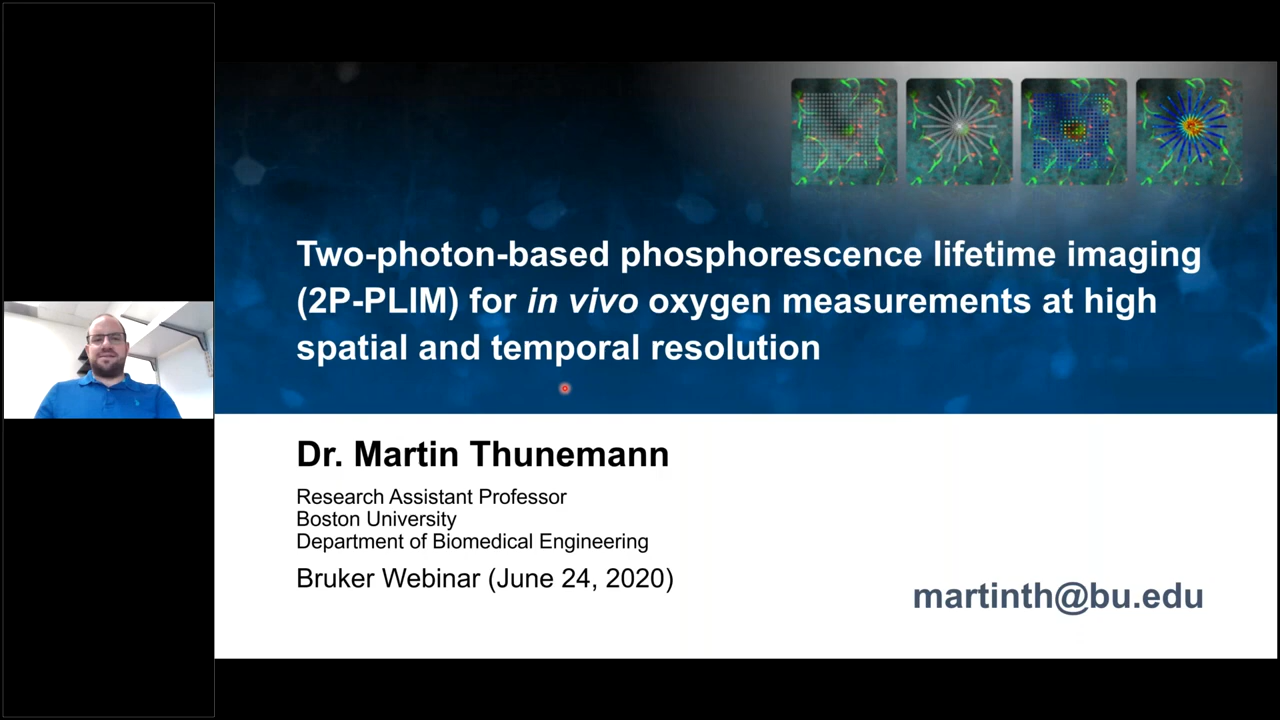 Two-photon-based phosphorescence lifetime imaging
(2P-PLIM) for in vivo oxygen measurements at high
spatial and temporal resolution
Dr. Martin Thunemann
Research Assistant Professor
Boston University
Department of Biomedical Engineering
Bruker Webinar (June 24, 2020)
martinth@bu.edu